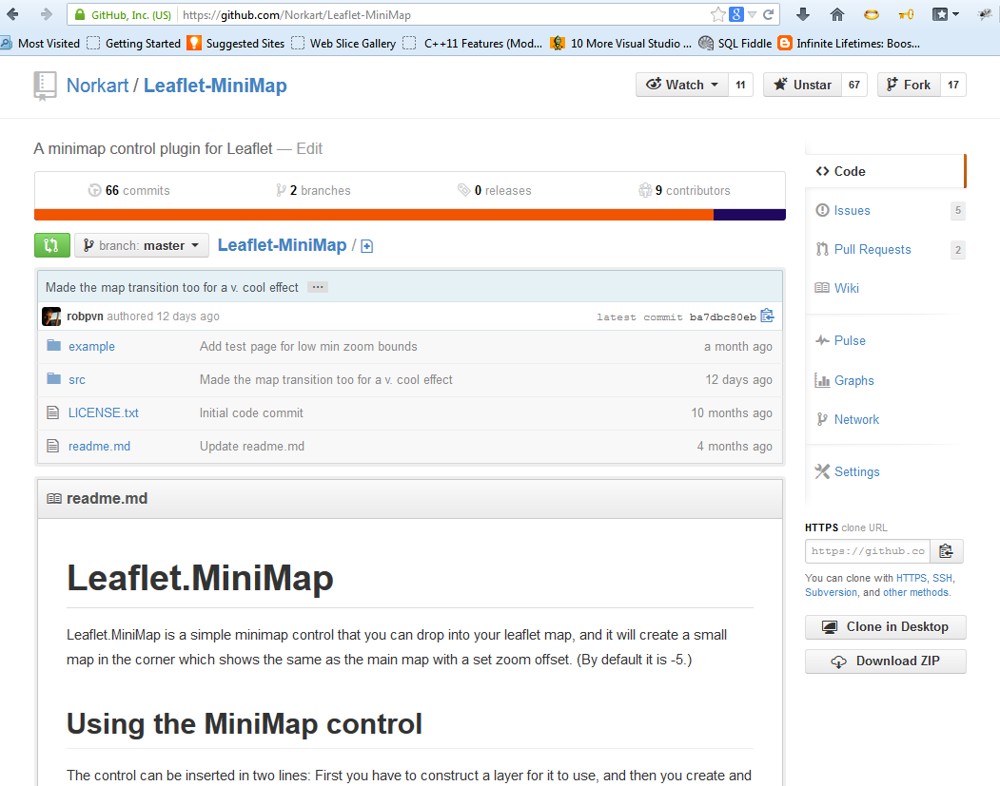 GitHub, Inc. (US) https://github.com/Norkart/Leaflet-MiniMap
Most Visited Getting Started Suggested Sites Web Slice Gallery C++11 Features (Mod... 10 More Visual Studio ... SQL Fiddle Infinite Lifetimes: Boos...
Norkart / Leaflet-MiniMap Watch 11 Unstar 67 Fork 17
A minimap control plugin for Leaflet — Edit
66 commits 2 branches 0 releases 9 contributors
branch: master Leaflet-MiniMap /
Made the map transition too for a v. cool effect ...
robpvn authored 12 days ago latest commit ba7dbc80eb
example Add test page for low min zoom bounds a month ago
src Made the map transition too for a v. cool effect 12 days ago
LICENSE.txt Initial code commit 10 months ago
readme.md Update readme.md 4 months ago
readme.md
Leaflet.MiniMap
Leaflet.MiniMap is a simple minimap control that you can drop into your leaflet map, and it will create a small
map in the corner which shows the same as the main map with a set zoom offset. (By default it is -5.)
Using the MiniMap control
The control can be inserted in two lines: First you have to construct a layer for it to use, and then you create and
Code
Issues 5
Pull Requests 2
Wiki
Pulse
Graphs
Network
Settings
HTTPS clone URL
https://github.co
You can clone with HTTPS, SSH,
Subversion, and other methods.
Clone in Desktop
Download ZIP